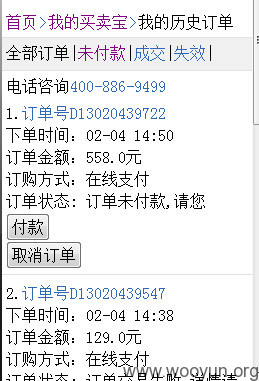 首页>我的买卖宝>我的历史订单
全部订单|未付款|成交|失效|
电话咨询400-886-9499
1.订单号D13020439722
下单时间：02-04 14:50
订单金额：558.0元
订购方式：在线支付
订单状态：订单未付款,请您
付款
取消订单
2.订单号D13020439547
下单时间：02-04 14:38
订单金额：129.0元
订购方式：在线支付
订单状态：订单
www.wooyun.org